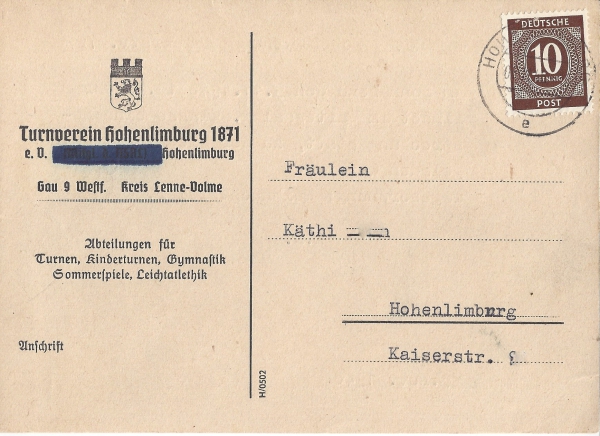 Turnverein Hohenlimburg 1871
e. V. Hohenlimburg
Gau 9 Westf. Kreis Lenne-Volme
Abteilungen für
Turnen, Kinderturnen, Gymnastik
Sommerspiele, Leichtatlethik
Anschrift
H/0502
DEUTSCHE
10
PFENNIG
POST
e
Fräulein
Käthi
Hohenlimburg
Kaiserstr.